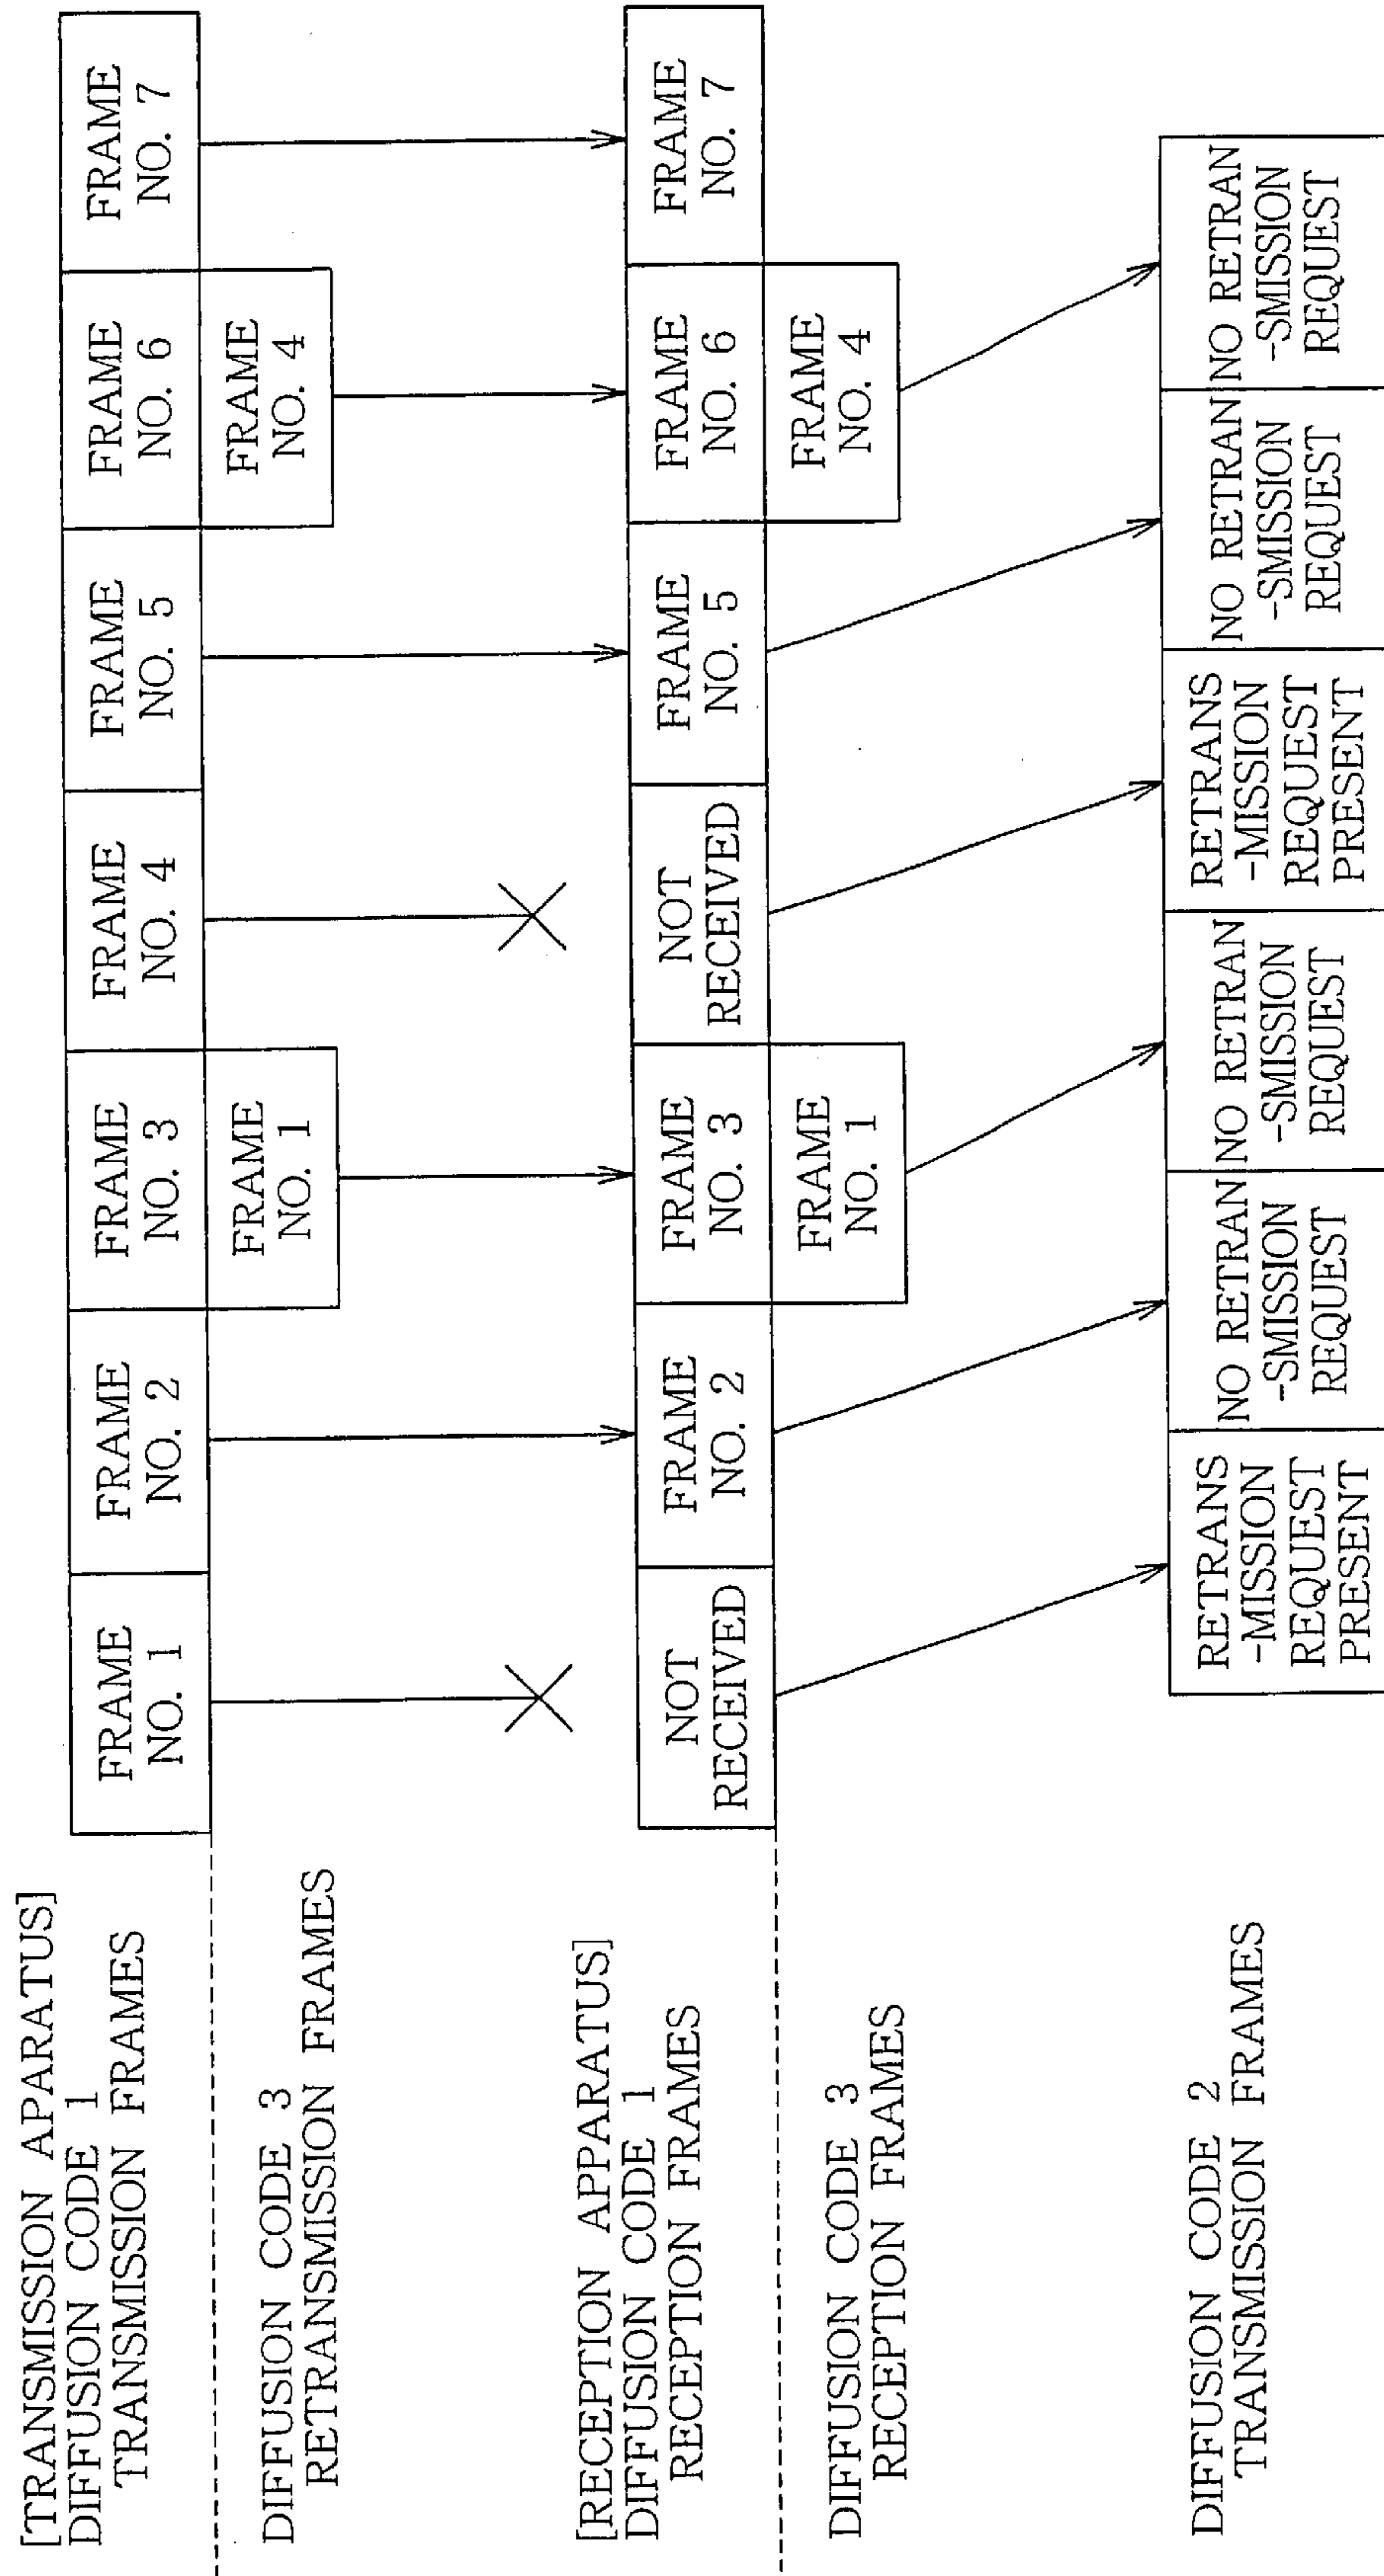 [TRANSMISSION APARATUS]
DIFFUSION CODE 1
TRANSMISSION FRAMES
FRAME
NO. 1
FRAME
NO. 2
FRAME
NO. 3
FRAME
NO. 4
FRAME
NO. 5
FRAME
NO. 6
FRAME
NO. 7
DIFFUSION CODE 3
RETRANSMISSION FRAMES
FRAME
NO. 1
FRAME
NO. 4
[RECEPTION APPARATUS]
DIFFUSION CODE 1
RECEPTION FRAMES
NOT
RECEIVED
FRAME
NO. 2
FRAME
NO. 3
NOT
RECEIVED
FRAME
NO. 5
FRAME
NO. 6
FRAME
NO. 7
DIFFUSION CODE 3
RECEPTION FRAMES
FRAME
NO. 1
FRAME
NO. 4
DIFFUSION CODE 2
TRANSMISSION FRAMES
RETRANS
-MISSION
REQUEST
PRESENT
NO RETRAN
-SMISSION
REQUEST
NO RETRAN
-SMISSION
REQUEST
RETRANS
-MISSION
REQUEST
PRESENT
NO RETRAN
-SMISSION
REQUEST
NO RETRAN
-SMISSION
REQUEST